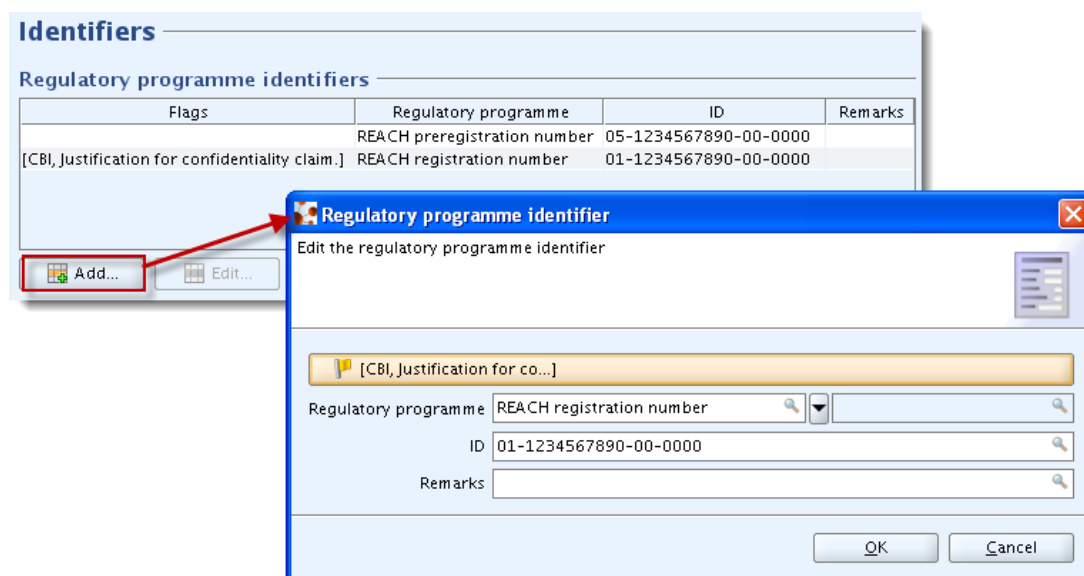 Identifiers
Regulatory programme identifiers
Flags Regulatory programme ID Remarks
REACH preregistration number 05-1234567890-00-0000
[CBI, Justification for confidentiality claim.] REACH registration number 01-1234567890-00-0000
Add... Edit...
Regulatory programme identifier
Edit the regulatory programme identifier
[CBI, Justification for co...]
Regulatory programme REACH registration number
ID 01-1234567890-00-0000
Remarks
OK Cancel